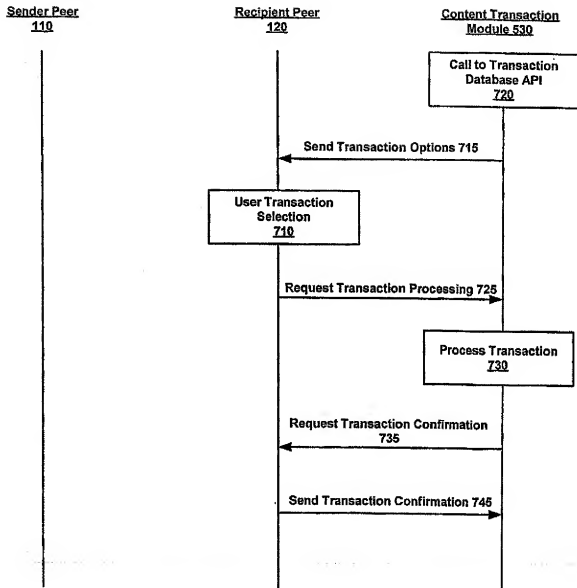 Sender Peer
110
Recipient Peer
120
Content Transaction
Module 530
Call to Transaction
Database API
720
Send Transaction Options 715
User Transaction
Selection
710
Request Transaction Processing 725
Process Transaction
730
Request Transaction Confirmation
735
Send Transaction Confirmation 745